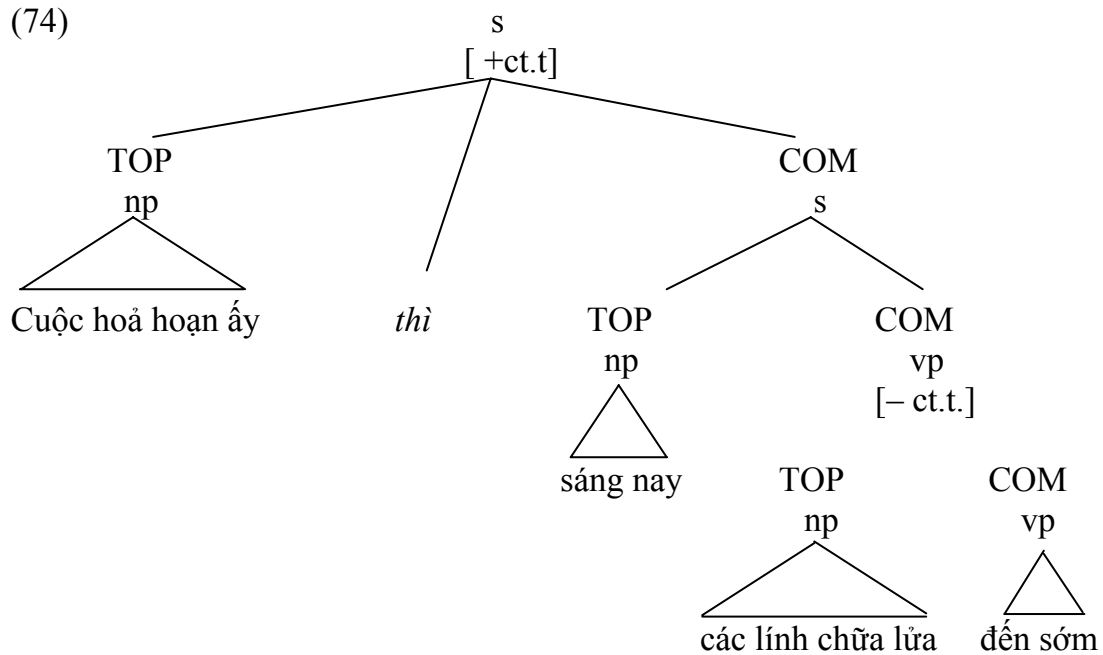 (74)
s
[ +ct.t]
TOP COM
np s
Cuộc hoả hoạn ấy thì TOP COM
np vp
[– ct.t.]
sáng nay TOP COM
np vp
các lính chữa lửa đến sớm